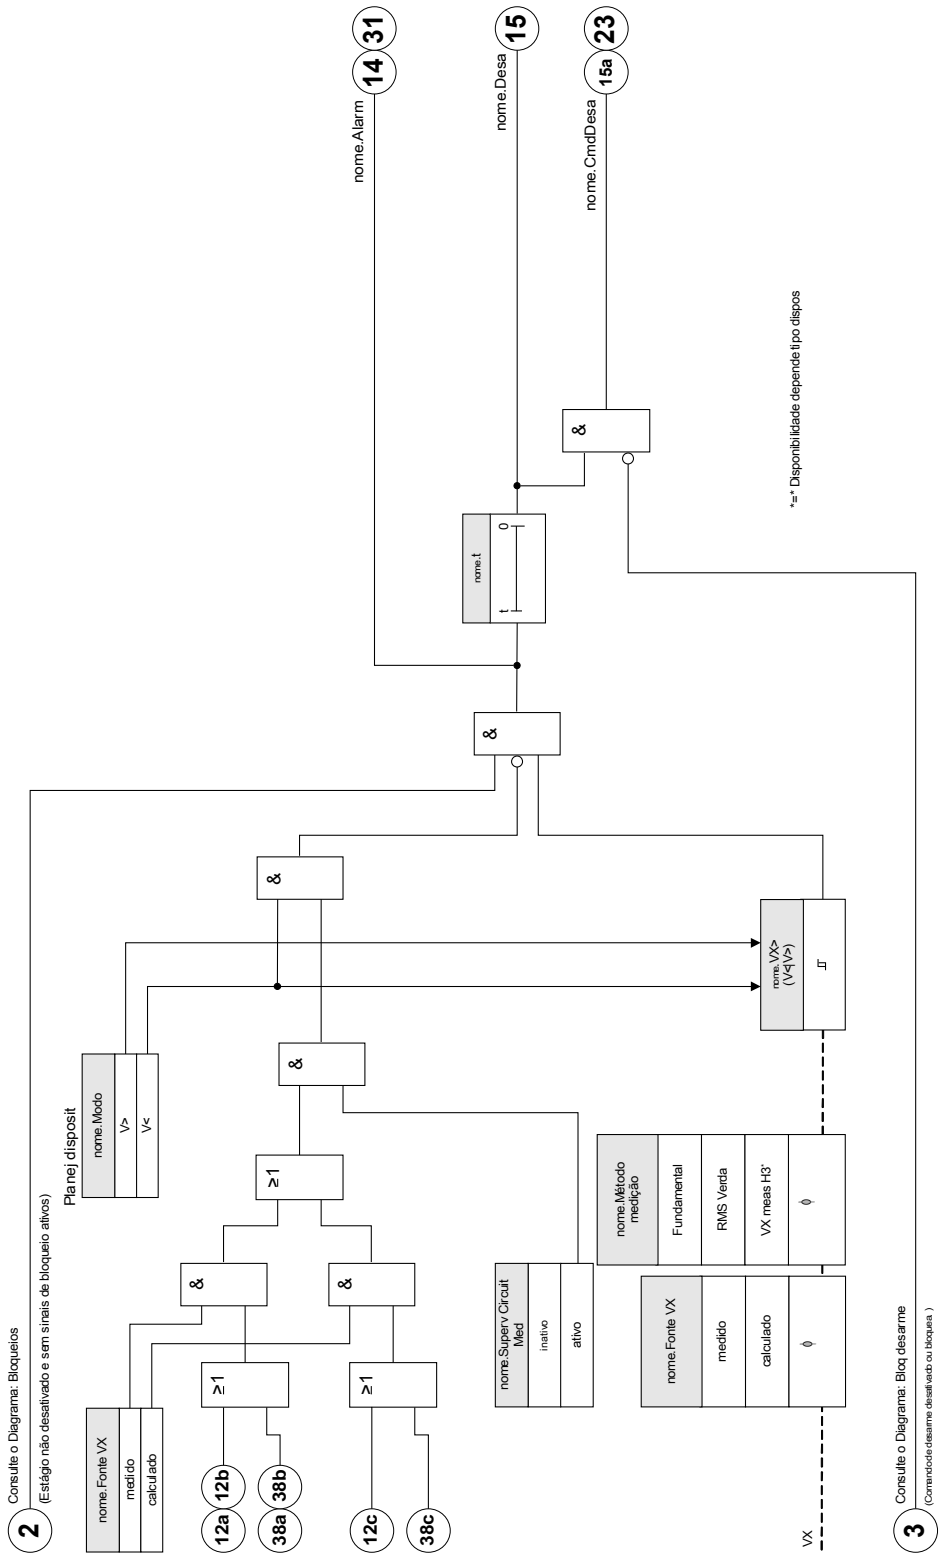 2
Consulte o Diagrama: Bloqueios
(Estágio não desativado e sem sinais de bloqueio ativos)
Planej disposit
nome.Modo
V>
V<
nome.Fonte VX
medido
calculado
12a
12b
38a
38b
12c
38c
≥1
≥1
&
&
≥1
&
&
nome.Superv Circuit
Med
inativo
ativo
nome.Fonte VX
medido
calculado
ϕ
nome.Método
medição
Fundamental
RMS Verda
VX meas H3*
ϕ
VX
nome.VX>
(V<|V>)
&
nome.t
t
0
&
nome.Alarm
14
31
nome.Desa
15
nome.CmdDesa
15a
23
*=* Disponibilidade depende tipo dispos
3
Consulte o Diagrama: Bloq desarme
(Comando de desarme desativado ou bloquea. )